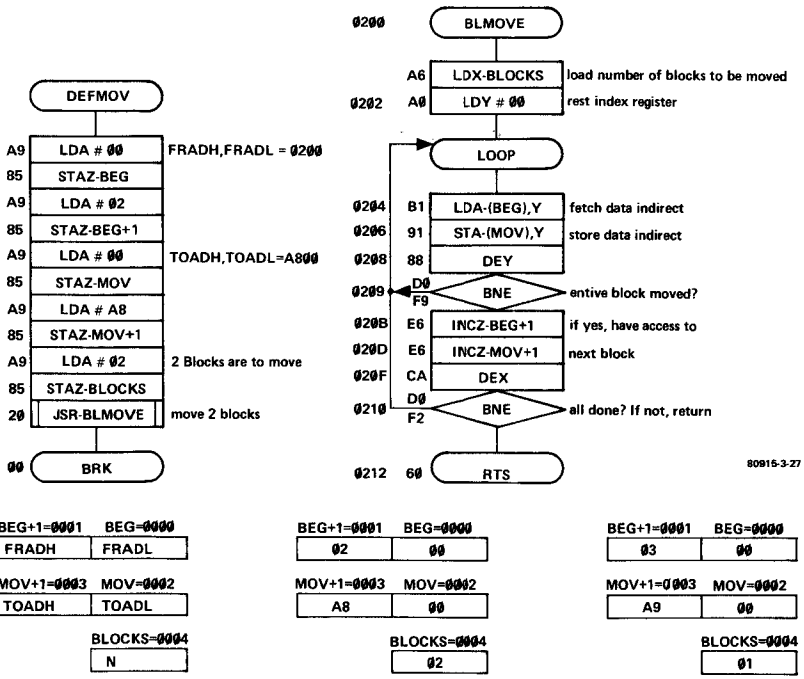 DEFMOV
A9 LDA # 00 FRADH,FRADL = 0200
85 STAZ-BEG
A9 LDA # 02
85 STAZ-BEG+1
A9 LDA # 00 TOADH,TOADL=A800
85 STAZ-MOV
A9 LDA # A8
85 STAZ-MOV+1
A9 LDA # 02 2 Blocks are to move
85 STAZ-BLOCKS
20 JSR-BLMOVE move 2 blocks
00 BRK
0200 BLMOVE
A6 LDX-BLOCKS load number of blocks to be moved
0202 A0 LDY # 00 rest index register
LOOP
0204 B1 LDA-(BEG),Y fetch data indirect
0206 91 STA-(MOV),Y store data indirect
0208 88 DEY
0209 D0 F9 BNE entive block moved?
020B E6 INCZ-BEG+1 if yes, have access to
020D E6 INCZ-MOV+1 next block
020F CA DEX
0210 D0 F2 BNE all done? If not, return
0212 60 RTS
80915-3-27
BEG+1=0001 BEG=0000
FRADH FRADL
MOV+1=0003 MOV=0002
TOADH TOADL
BLOCKS=0004
N
BEG+1=0001 BEG=0000
02 00
MOV+1=0003 MOV=0002
A8 00
BLOCKS=0004
02
BEG+1=0001 BEG=0000
03 00
MOV+1=0003 MOV=0002
A9 00
BLOCKS=0004
01